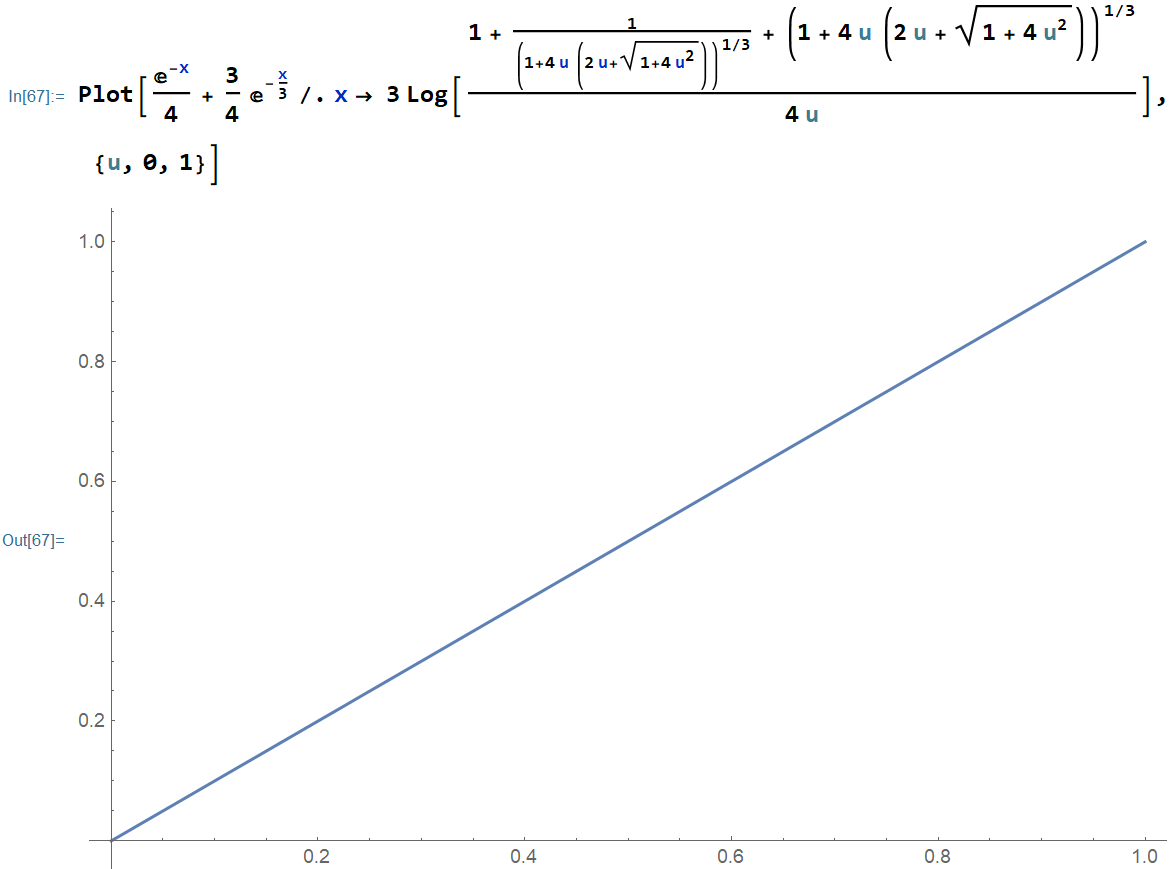 In[67]:= Plot[ e^-x/4 + 3/4 e^-x/3 /. x → 3 Log[ (1 + 1/(1+4 u (2 u+√(1+4 u^2)))^1/3 + (1 + 4 u (2 u + √(1 + 4 u^2)))^1/3)/(4 u) ],
{u, 0, 1}]
1.0
0.8
0.6
Out[67]=
0.4
0.2
0.2 0.4 0.6 0.8 1.0